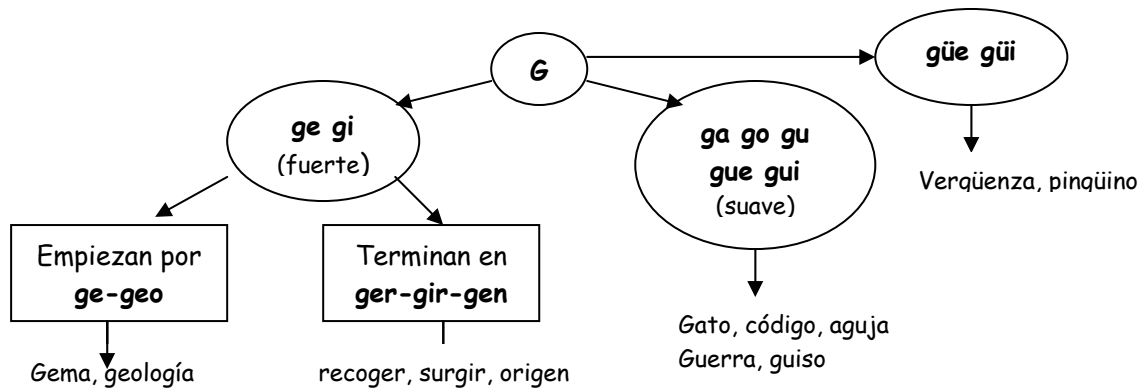 G
güe güi
ge gi
(fuerte)
ga go gu
gue gui
(suave)
Vergüenza, pingüino
Empiezan por
ge-geo
Terminan en
ger-gir-gen
Gato, código, aguja
Guerra, guiso
Gema, geología
recoger, surgir, origen